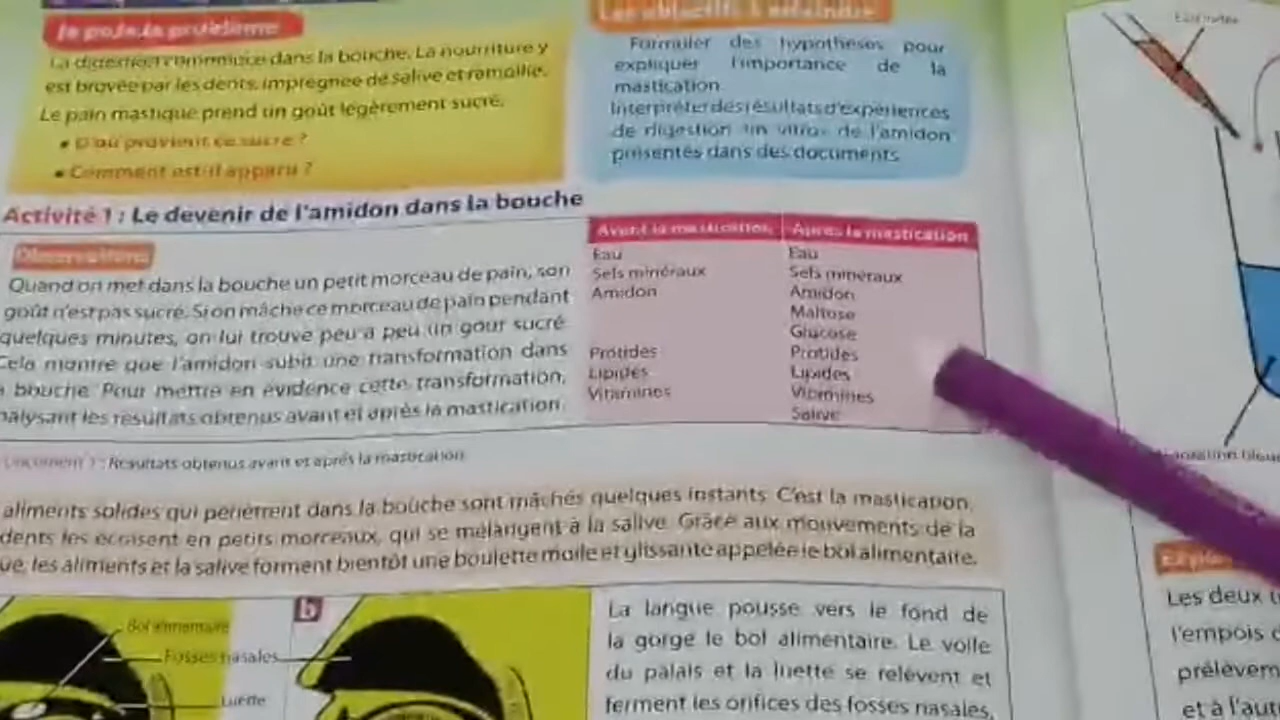 Je pose le problème
La digestion commence dans la bouche. La nourriture y
est broyée par les dents, imprégnée de salive et ramollie.
Le pain mastiqué prend un goût légèrement sucré.
• D'où provient ce sucre ?
• Comment est-il apparu ?
Les objectifs à atteindre
Formuler des hypothèses pour
expliquer l'importance de la
mastication.
Interpréter des résultats d'expériences
de digestion «in vitro» de l'amidon
présentés dans des documents.
Activité 1 : Le devenir de l'amidon dans la bouche
Observations
Quand on met dans la bouche un petit morceau de pain, son
goût n'est pas sucré. Si on mâche ce morceau de pain pendant
quelques minutes, on lui trouve peu à peu un goût sucré.
Cela montre que l'amidon subit une transformation dans
bouche. Pour mettre en évidence cette transformation,
nalysant les résultats obtenus avant et après la mastication.
Avant la mastication Après la mastication
Eau Eau
Sels minéraux Sels minéraux
Amidon Amidon
Maltose
Glucose
Protides Protides
Lipides Lipides
Vitamines Vitamines
Salive
Document 1 : Résultats obtenus avant et après la mastication
aliments solides qui pénètrent dans la bouche sont mâchés quelques instants. C'est la mastication.
dents les écrasent en petits morceaux, qui se mélangent à la salive. Grâce aux mouvements de la
ue, les aliments et la salive forment bientôt une boulette molle et glissante appelée le bol alimentaire.
b
Bol alimentaire
Fosses nasales
Luette
La langue pousse vers le fond de
la gorge le bol alimentaire. Le voile
du palais et la luette se relèvent et
ferment les orifices des fosses nasales,
Eau iodée
bleue
Les deux
l'empois
prélèvem
et à l'aut